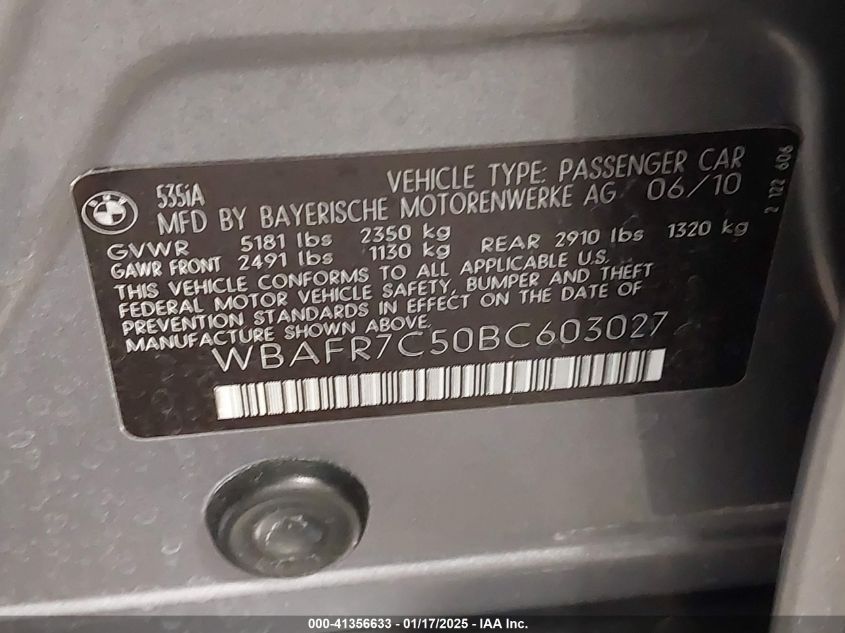 BMW
535iA VEHICLE TYPE: PASSENGER CAR
MFD BY BAYERISCHE MOTORENWERKE AG 06/10
GVWR 5181 lbs 2350 kg
GAWR FRONT 2491 lbs 1130 kg REAR 2910 lbs 1320 kg
THIS VEHICLE CONFORMS TO ALL APPLICABLE U.S.
FEDERAL MOTOR VEHICLE SAFETY, BUMPER AND THEFT
PREVENTION STANDARDS IN EFFECT ON THE DATE OF
MANUFACTURE SHOWN ABOVE.
WBAFR7C50BC603027
2 122 606
000-41356633 / 01/17/2025 - IAA Inc.